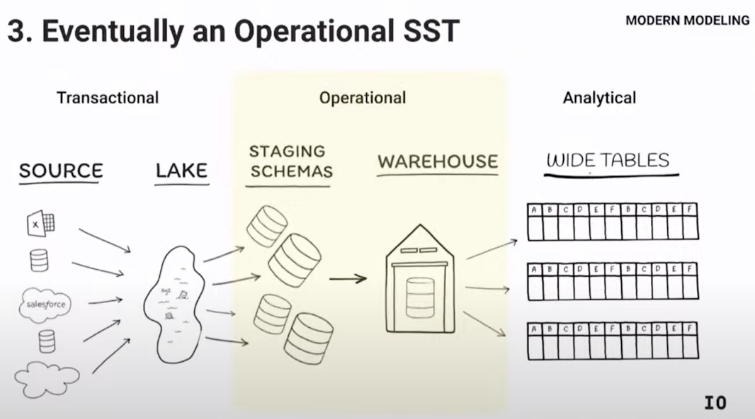 MODERN MODELING
3. Eventually an Operational SST
Transactional
Operational
Analytical
SOURCE
LAKE
STAGING
SCHEMAS
WAREHOUSE
WIDE TABLES
X
salesforce
A B C D E F B C D E F
A B C D E F B C D E F
A B C D E F B C D E F
IO